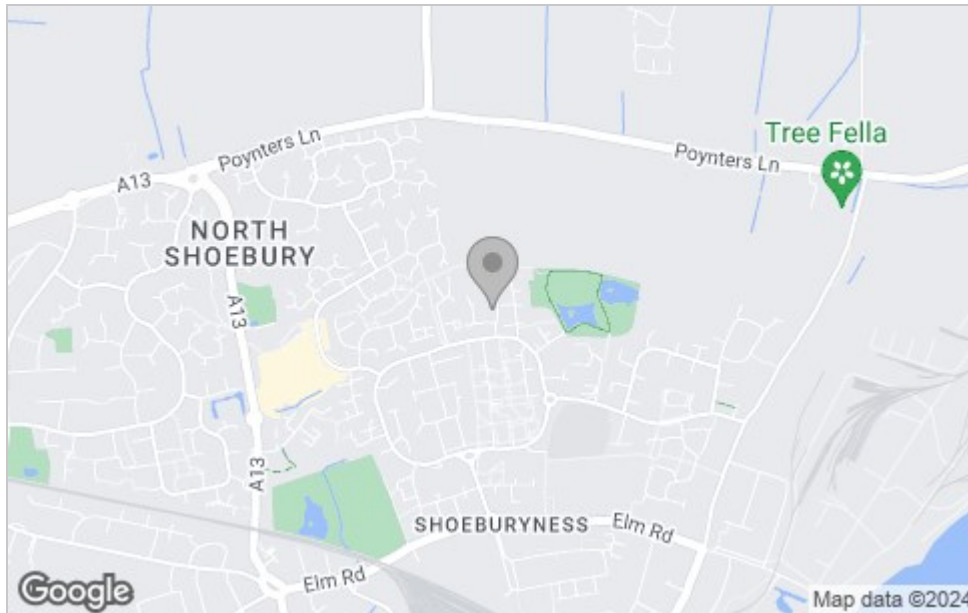 Poynters Ln
A13
Tree Fella
Poynters Ln
NORTH
SHOEBURY
A13
A13
SHOEBURYNESS
Elm Rd
Elm Rd
Google
Map data ©2024